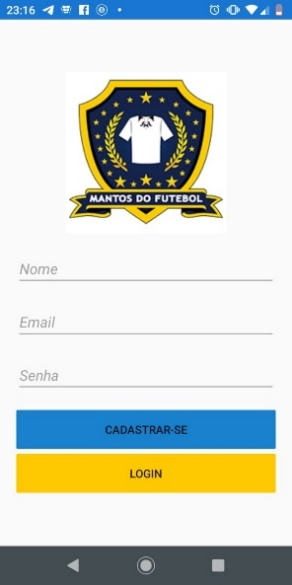 23:16
MANTOS DO FUTEBOL
Nome
Email
Senha
CADASTRAR-SE
LOGIN